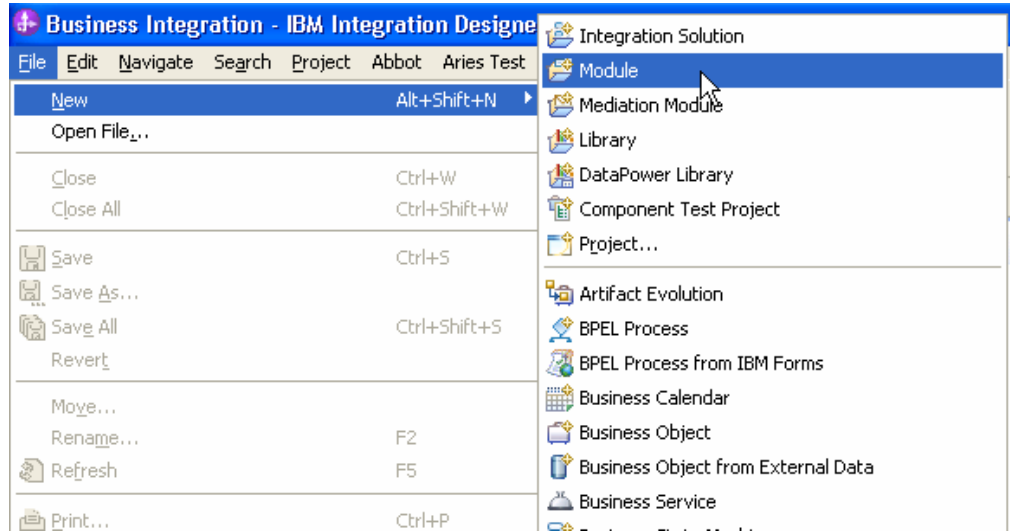 Business Integration - IBM Integration Designe
File Edit Navigate Search Project Abbot Aries Test
New Alt+Shift+N
Open File...
Close Ctrl+W
Close All Ctrl+Shift+W
Save Ctrl+S
Save As...
Save All Ctrl+Shift+S
Revert
Move...
Rename... F2
Refresh F5
Print... Ctrl+P
Integration Solution
Module
Mediation Module
Library
DataPower Library
Component Test Project
Project...
Artifact Evolution
BPEL Process
BPEL Process from IBM Forms
Business Calendar
Business Object
Business Object from External Data
Business Service